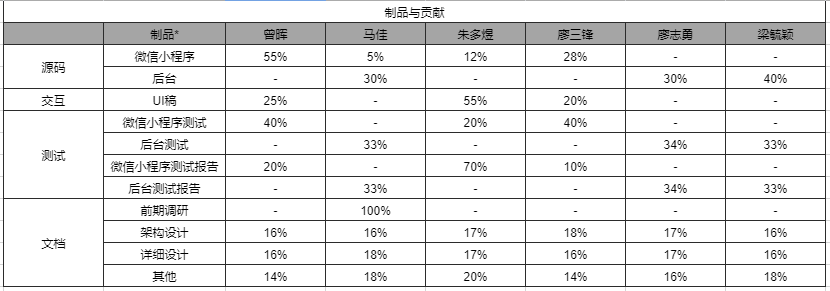 制品与贡献
制品* 曾晖 马佳 朱多煜 廖三锋 廖志勇 梁毓颖
源码 微信小程序 55% 5% 12% 28% - -
后台 - 30% - - 30% 40%
交互 UI稿 25% - 55% 20% - -
测试 微信小程序测试 40% - 20% 40% - -
后台测试 - 33% - - 34% 33%
微信小程序测试报告 20% - 70% 10% - -
后台测试报告 - 33% - - 34% 33%
文档 前期调研 - 100% - - - -
架构设计 16% 16% 17% 18% 17% 16%
详细设计 16% 18% 17% 16% 17% 16%
其他 14% 18% 20% 14% 16% 18%